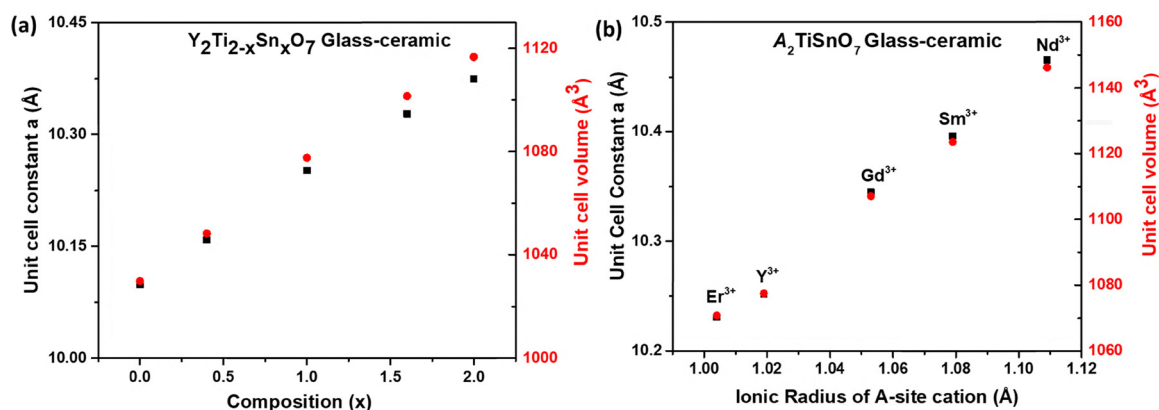 (a)
Y₂Ti₂₋ₓSnₓO₇ Glass-ceramic
Unit cell constant a (Å)
10.45
10.30
10.15
10.00
Unit cell volume (Å³)
1120
1080
1040
1000
0.0 0.5 1.0 1.5 2.0
Composition (x)
(b)
A₂TiSnO₇ Glass-ceramic
Unit Cell Constant a (Å)
10.5
10.4
10.3
10.2
Nd³⁺
Sm³⁺
Gd³⁺
Y³⁺
Er³⁺
Unit cell volume (Å³)
1160
1140
1120
1100
1080
1060
1.00 1.02 1.04 1.06 1.08 1.10 1.12
Ionic Radius of A-site cation (Å)